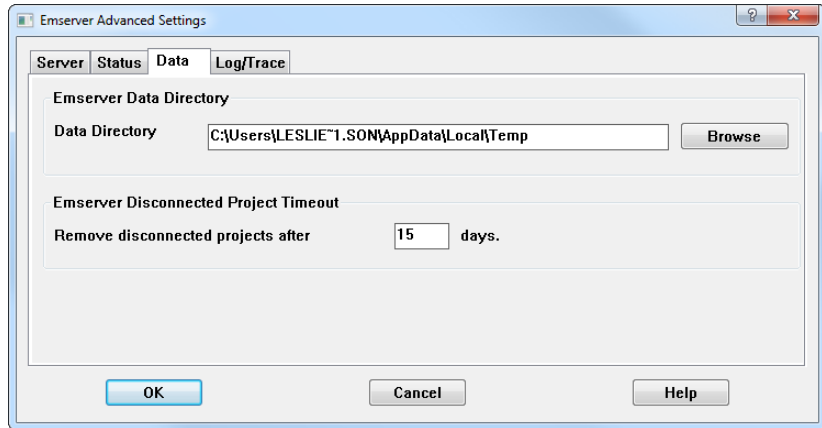 Emserver Advanced Settings
Server Status Data Log/Trace
Emserver Data Directory
Data Directory C:\Users\LESLIE~1.SON\AppData\Local\Temp Browse
Emserver Disconnected Project Timeout
Remove disconnected projects after 15 days.
OK Cancel Help